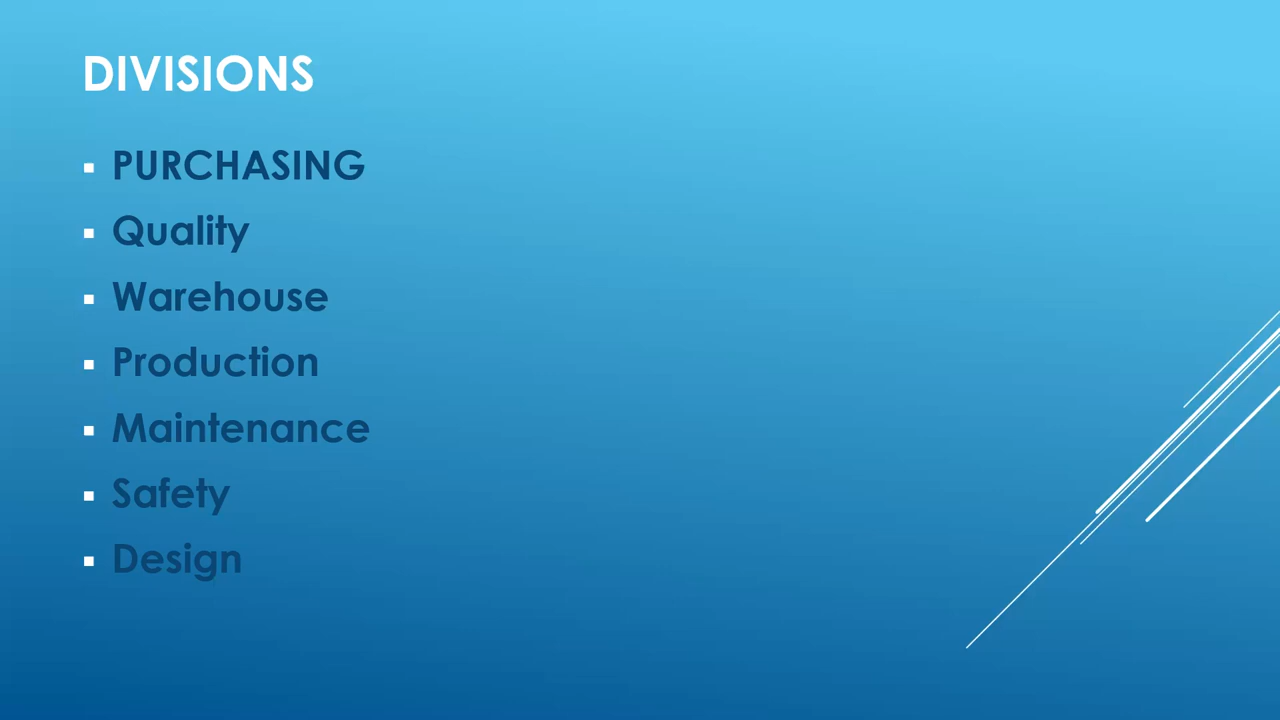 DIVISIONS
▪ PURCHASING
▪ Quality
▪ Warehouse
▪ Production
▪ Maintenance
▪ Safety
▪ Design